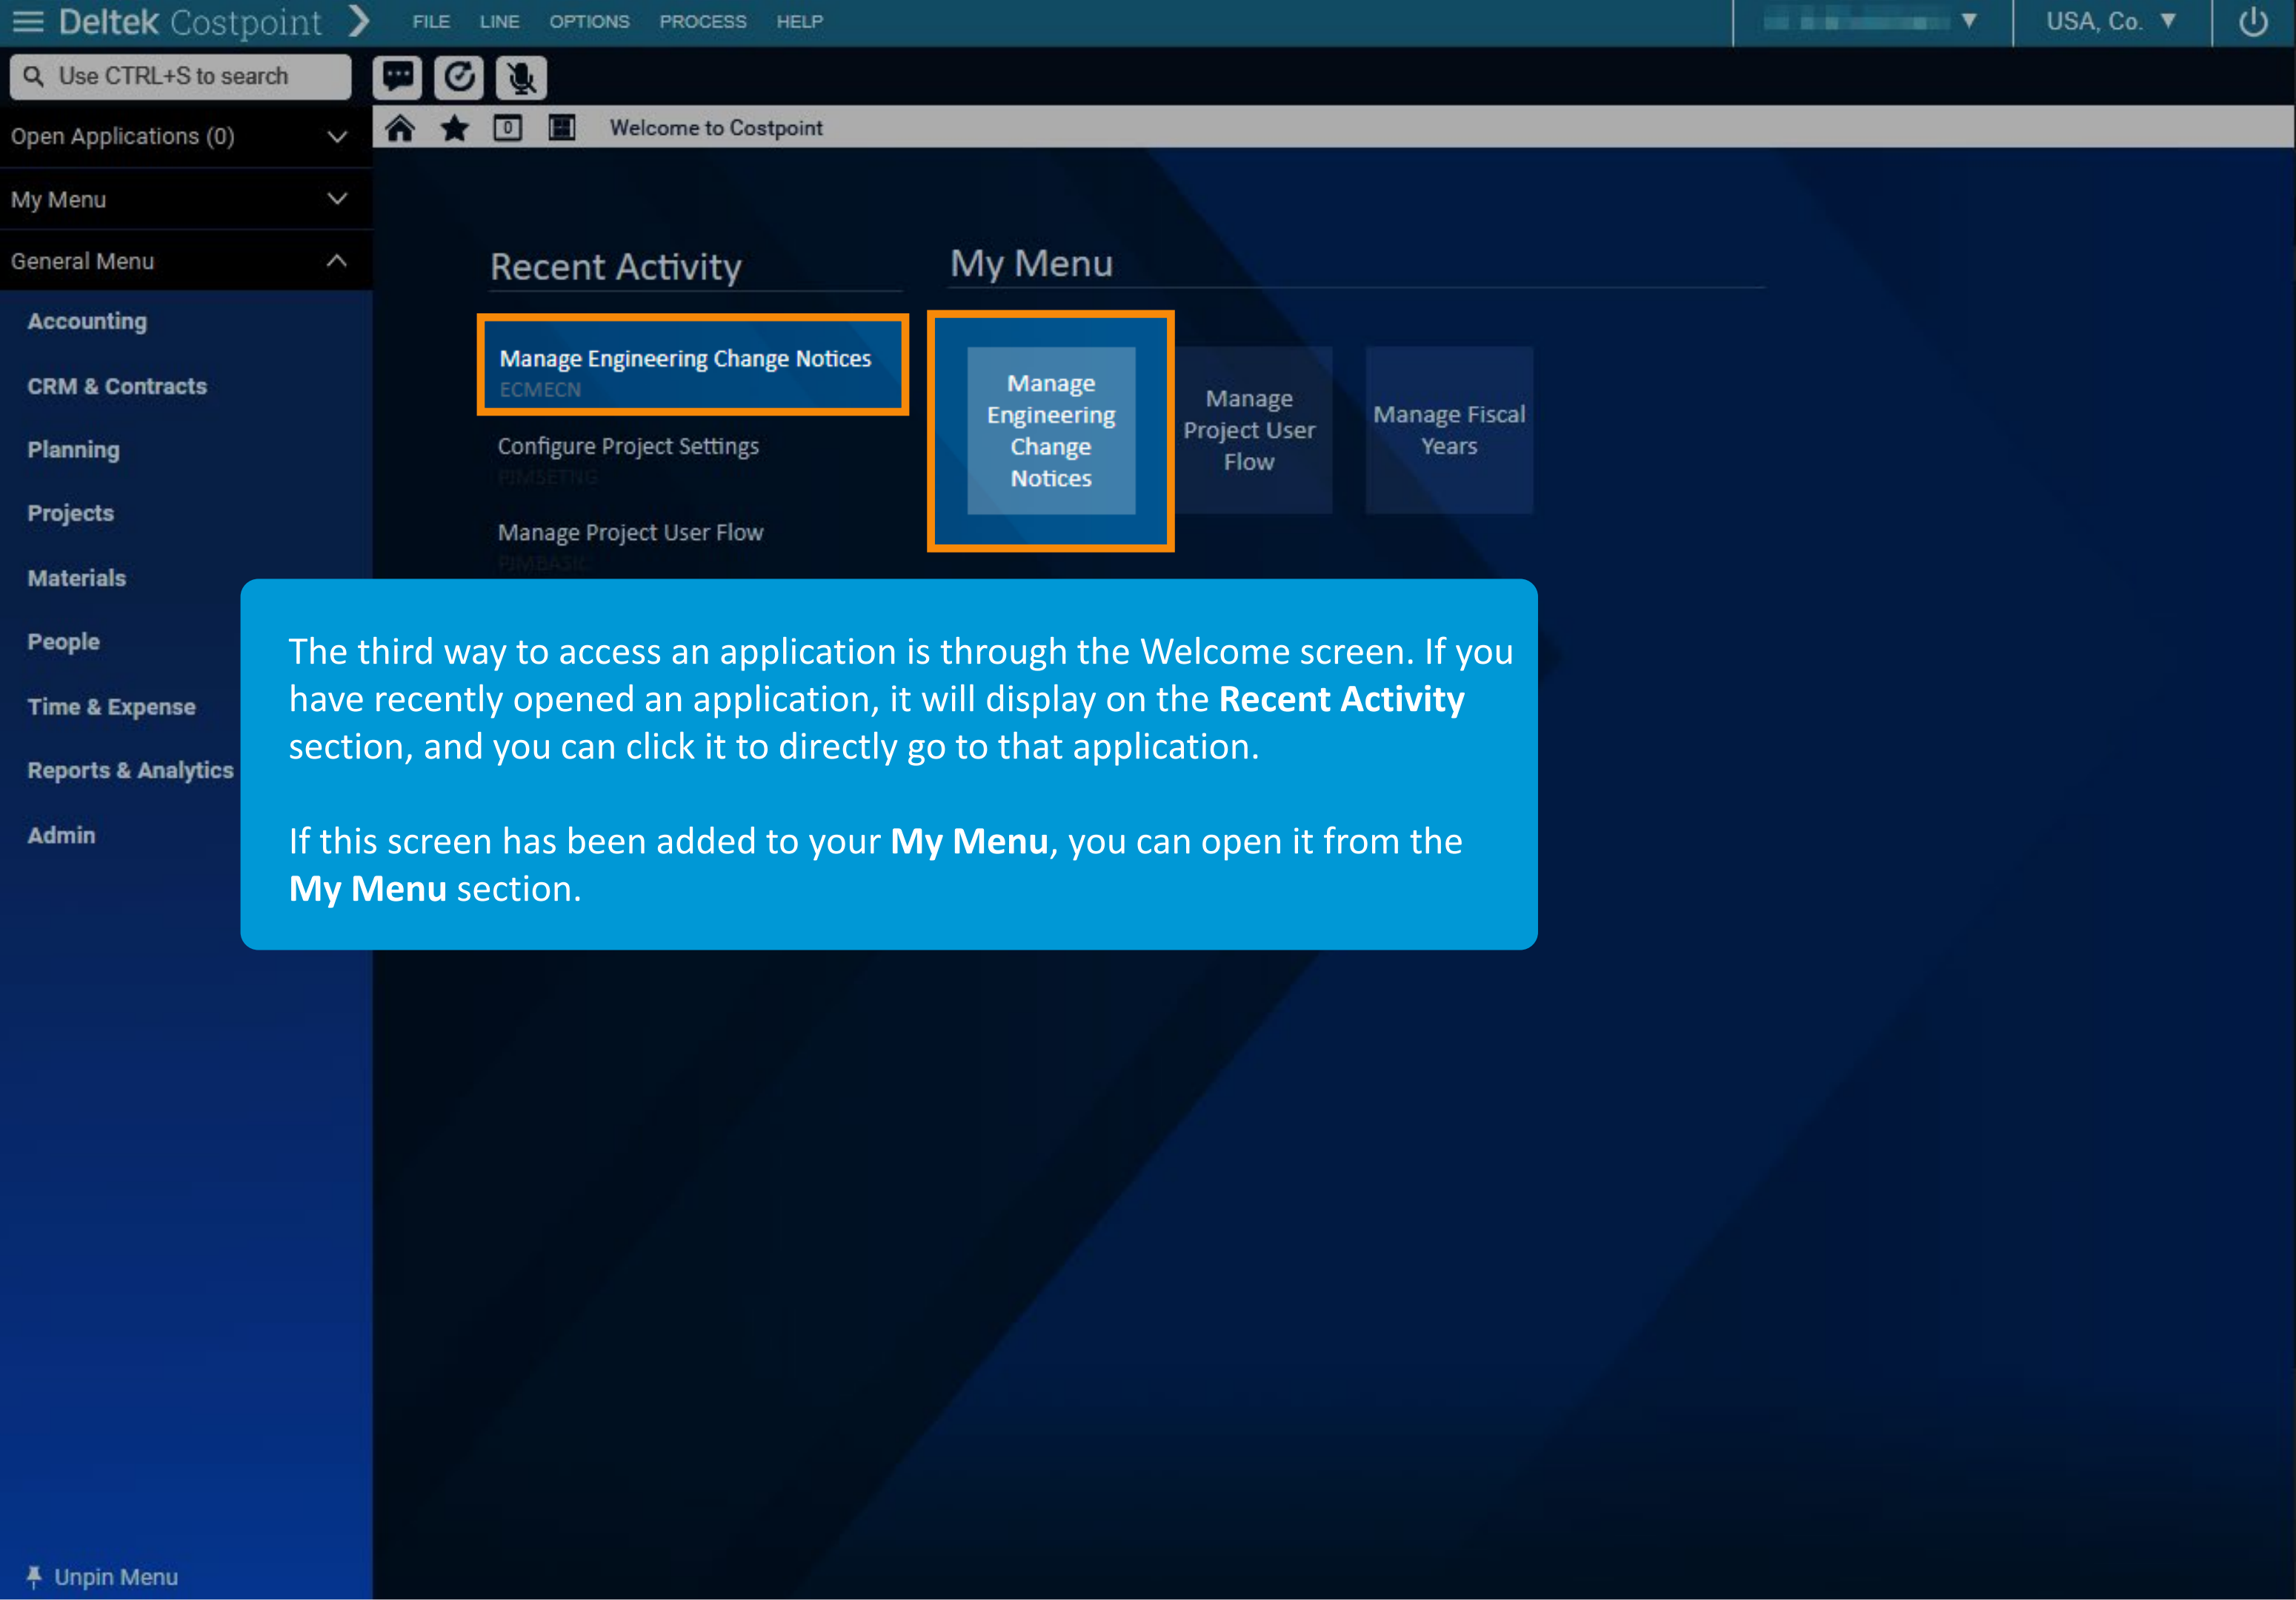 Deltek Costpoint
FILE LINE OPTIONS PROCESS HELP
USA, Co.
Use CTRL+S to search
Open Applications (0)
0
Welcome to Costpoint
My Menu
General Menu
Accounting
CRM & Contracts
Planning
Projects
Materials
People
Time & Expense
Reports & Analytics
Admin
Recent Activity
Manage Engineering Change Notices
ECMECN
Configure Project Settings
PJMSETNG
Manage Project User Flow
PJMBASIC
My Menu
Manage
Engineering
Change
Notices
Manage
Project User
Flow
Manage Fiscal
Years
The third way to access an application is through the Welcome screen. If you
have recently opened an application, it will display on the Recent Activity
section, and you can click it to directly go to that application.
If this screen has been added to your My Menu, you can open it from the
My Menu section.
Unpin Menu